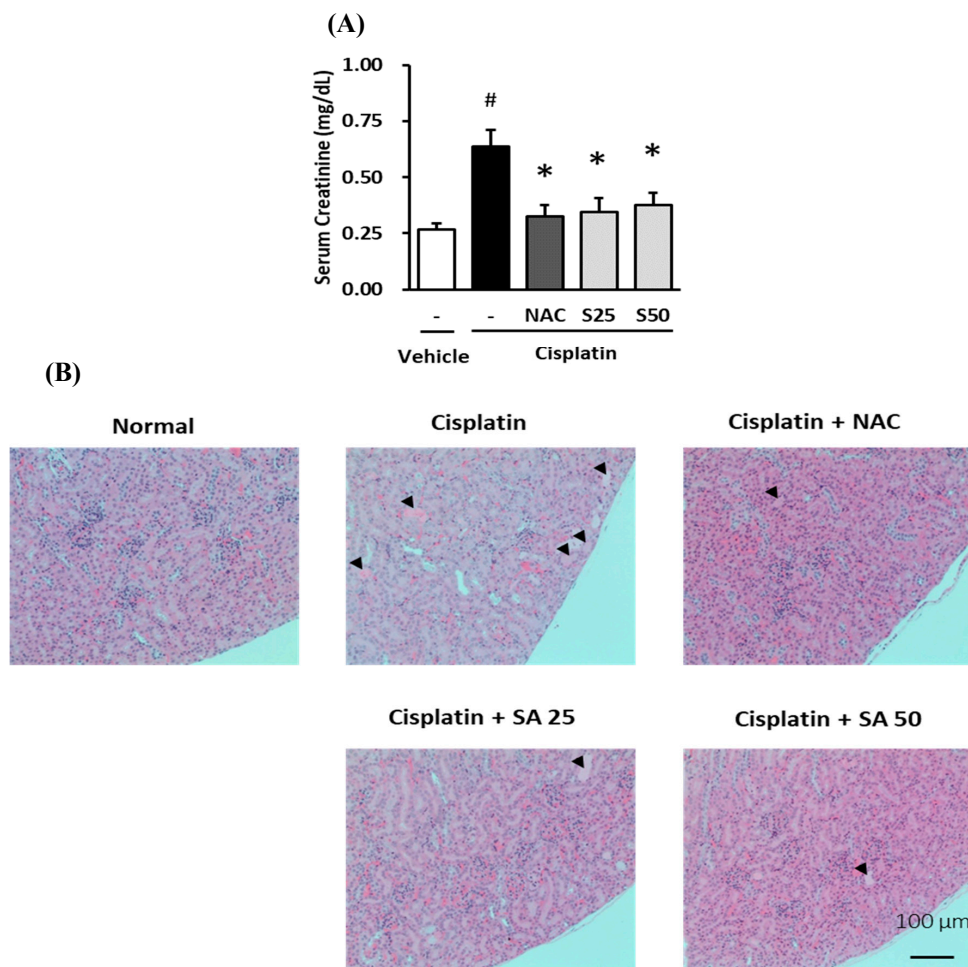 (A)
Serum Creatinine (mg/dL)
1.00
0.75
0.50
0.25
0.00
#
*
*
*
-
-
NAC
S25
S50
Vehicle
Cisplatin
(B)
Normal
Cisplatin
Cisplatin + NAC
Cisplatin + SA 25
Cisplatin + SA 50
100 µm